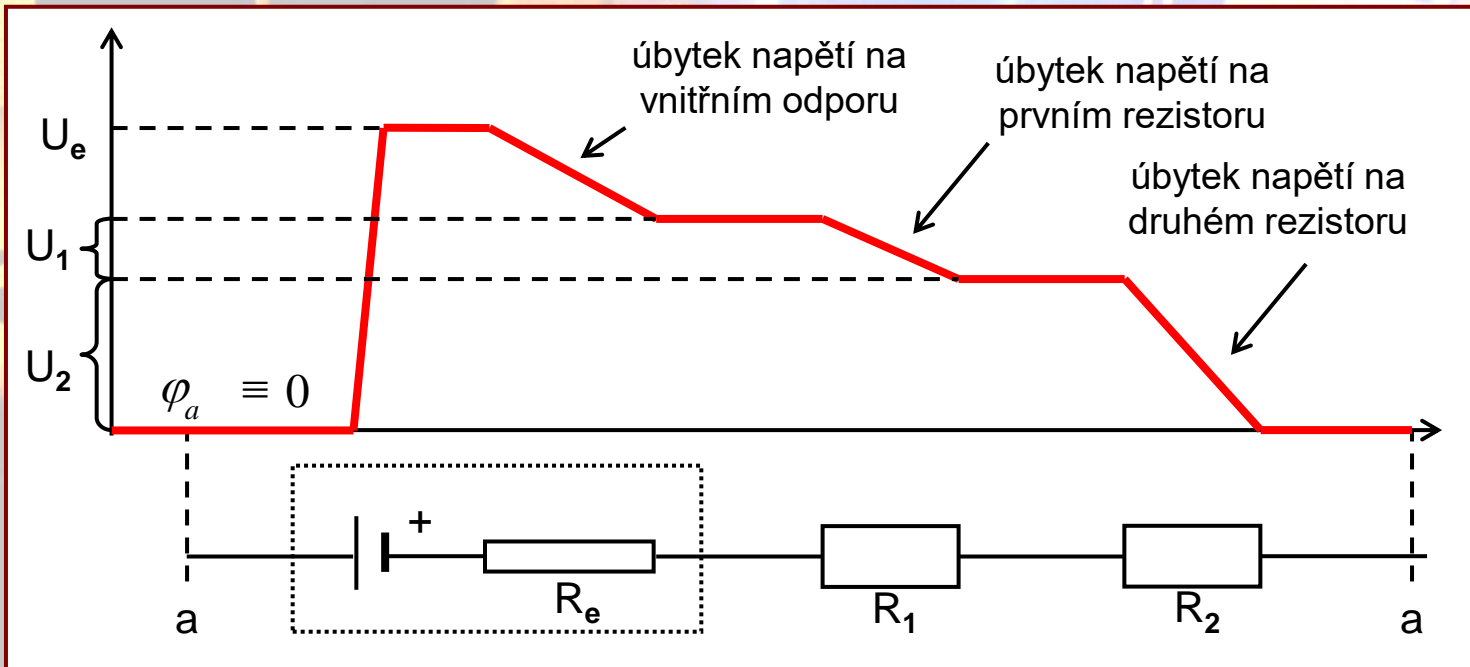 úbytek napětí na
vnitřním odporu
úbytek napětí na
prvním rezistoru
úbytek napětí na
druhém rezistoru
Uₑ
U₁
U₂
φₐ ≡ 0
+
Rₑ
R₁
R₂
a
a